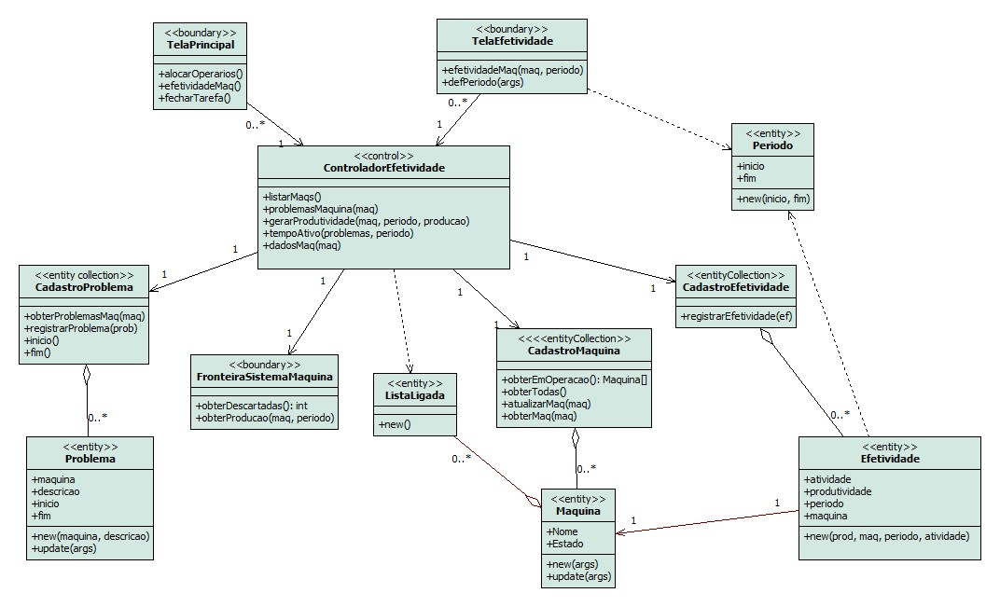 <<boundary>>
TelaPrincipal
+alocarOperarios()
+efetividadeMaq()
+fecharTarefa()
<<boundary>>
TelaEfetividade
+efetividadeMaq(maq, periodo)
+defPeriodo(args)
0..*
1
0..*
1
<<entity>>
Periodo
+inicio
+fim
+new(inicio, fim)
<<control>>
ControladorEfetividade
+listarMaqs()
+problemasMaquina(maq)
+gerarProdutividade(maq, periodo, producao)
+tempoAtivo(problemas, periodo)
+dadosMaq(maq)
1
1
1
1
1
1
1
1
<<entity collection>>
CadastroProblema
+obterProblemasMaq(maq)
+registrarProblema(prob)
+inicio()
+fim()
<<entityCollection>>
CadastroEfetividade
+registrarEfetividade(ef)
<<boundary>>
FronteiraSistemaMaquina
+obterDescartadas(): int
+obterProducao(maq, periodo)
<<entity>>
ListaLigada
+new()
<<<<entityCollection>>
CadastroMaquina
+obterEmOperacao(): Maquina[]
+obterTodas()
+atualizarMaq(maq)
+obterMaq(maq)
0..*
0..*
0..*
0..*
<<entity>>
Problema
+maquina
+descricao
+inicio
+fim
+new(maquina, descricao)
+update(args)
<<entity>>
Maquina
+Nome
+Estado
+new(args)
+update(args)
1
1
<<entity>>
Efetividade
+atividade
+produtividade
+periodo
+maquina
+new(prod, maq, periodo, atividade)